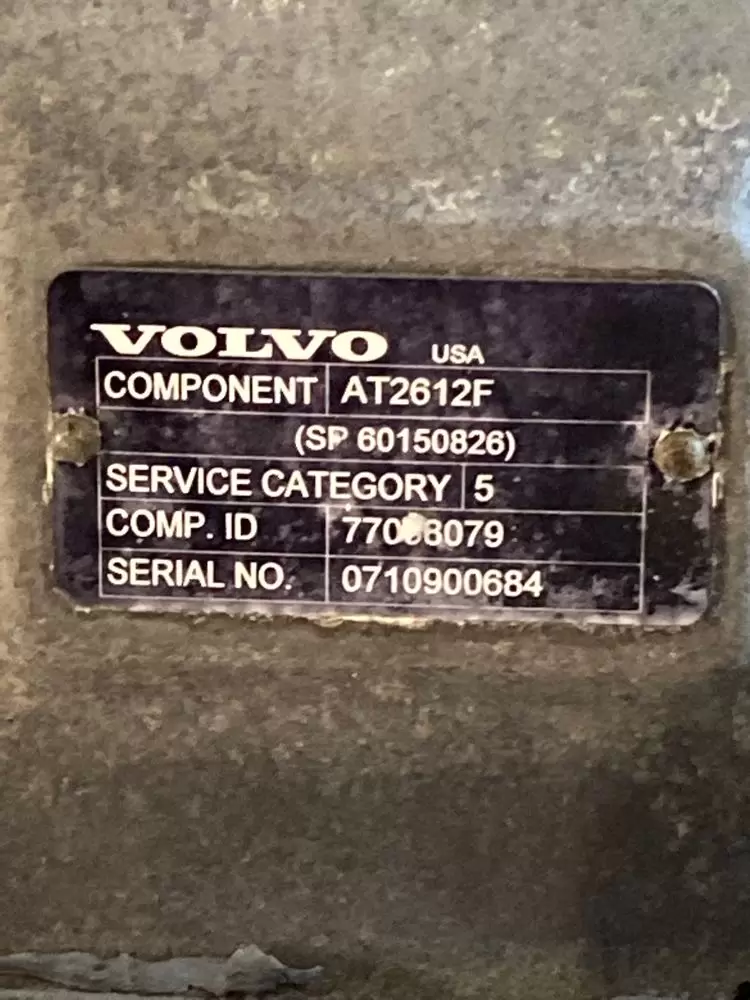 VOLVO USA
COMPONENT AT2612F
(SP 60150826)
SERVICE CATEGORY 5
COMP. ID
SERIAL NO. 0710900684